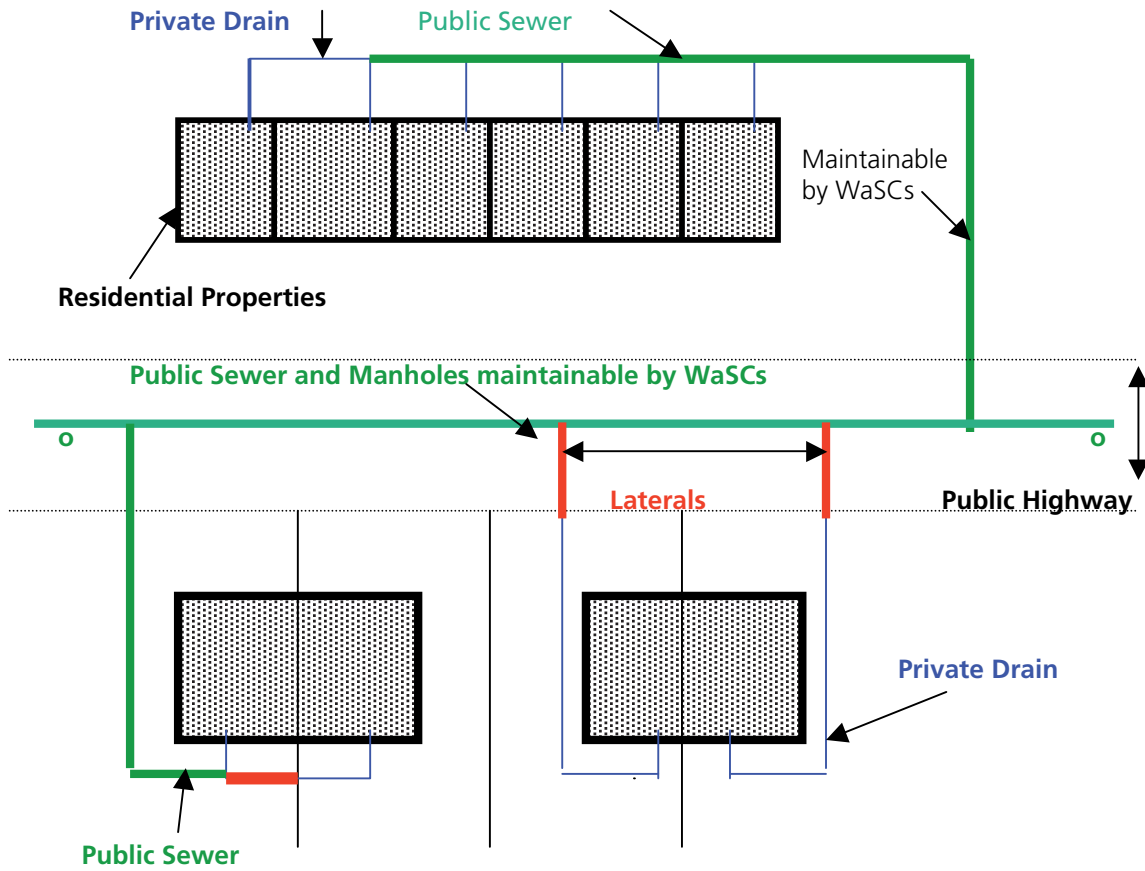 Private Drain
Public Sewer
Maintainable
by WaSCs
Residential Properties
Public Sewer and Manholes maintainable by WaSCs
o
o
Laterals
Public Highway
Private Drain
Public Sewer